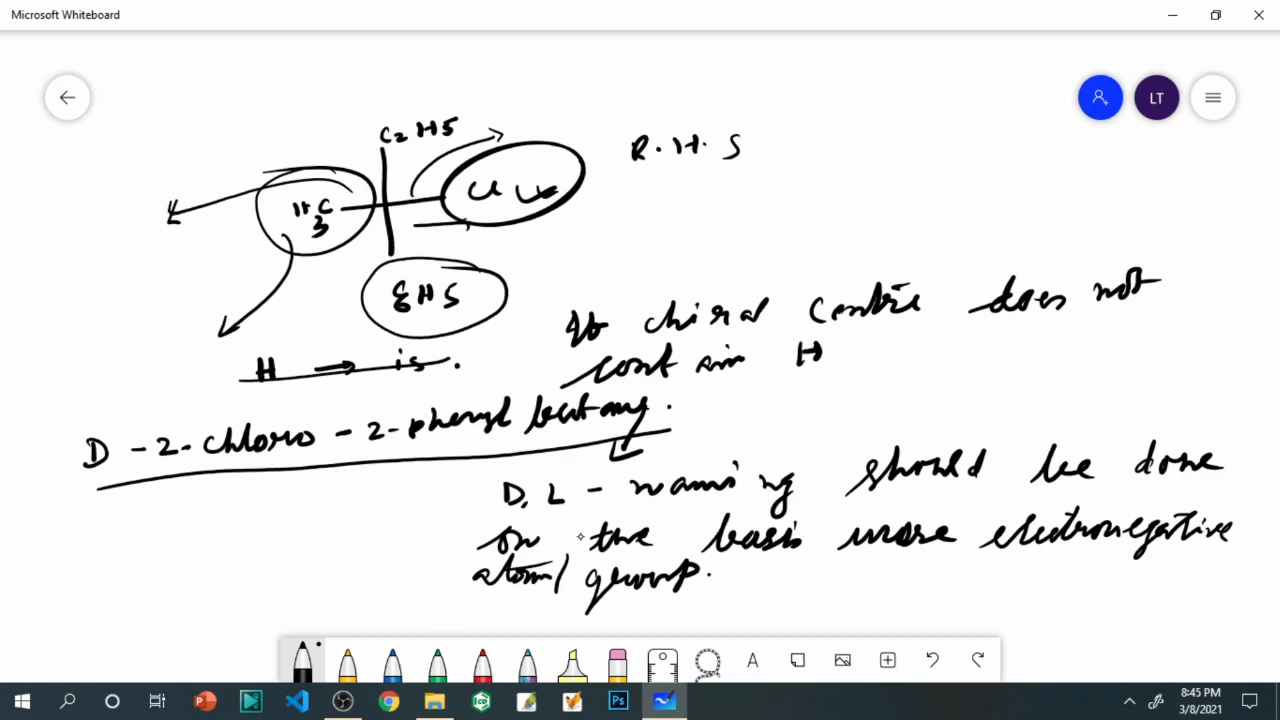 Microsoft Whiteboard
LT
C2H5
R.H.S
H3C
Cl
C6H5
If chiral centre does not
contain H
H → is.
D-2-chloro-2-phenyl butane.
D, L - naming should be done
on the basis more electronegative
atom/ group.
8:45 PM
3/8/2021